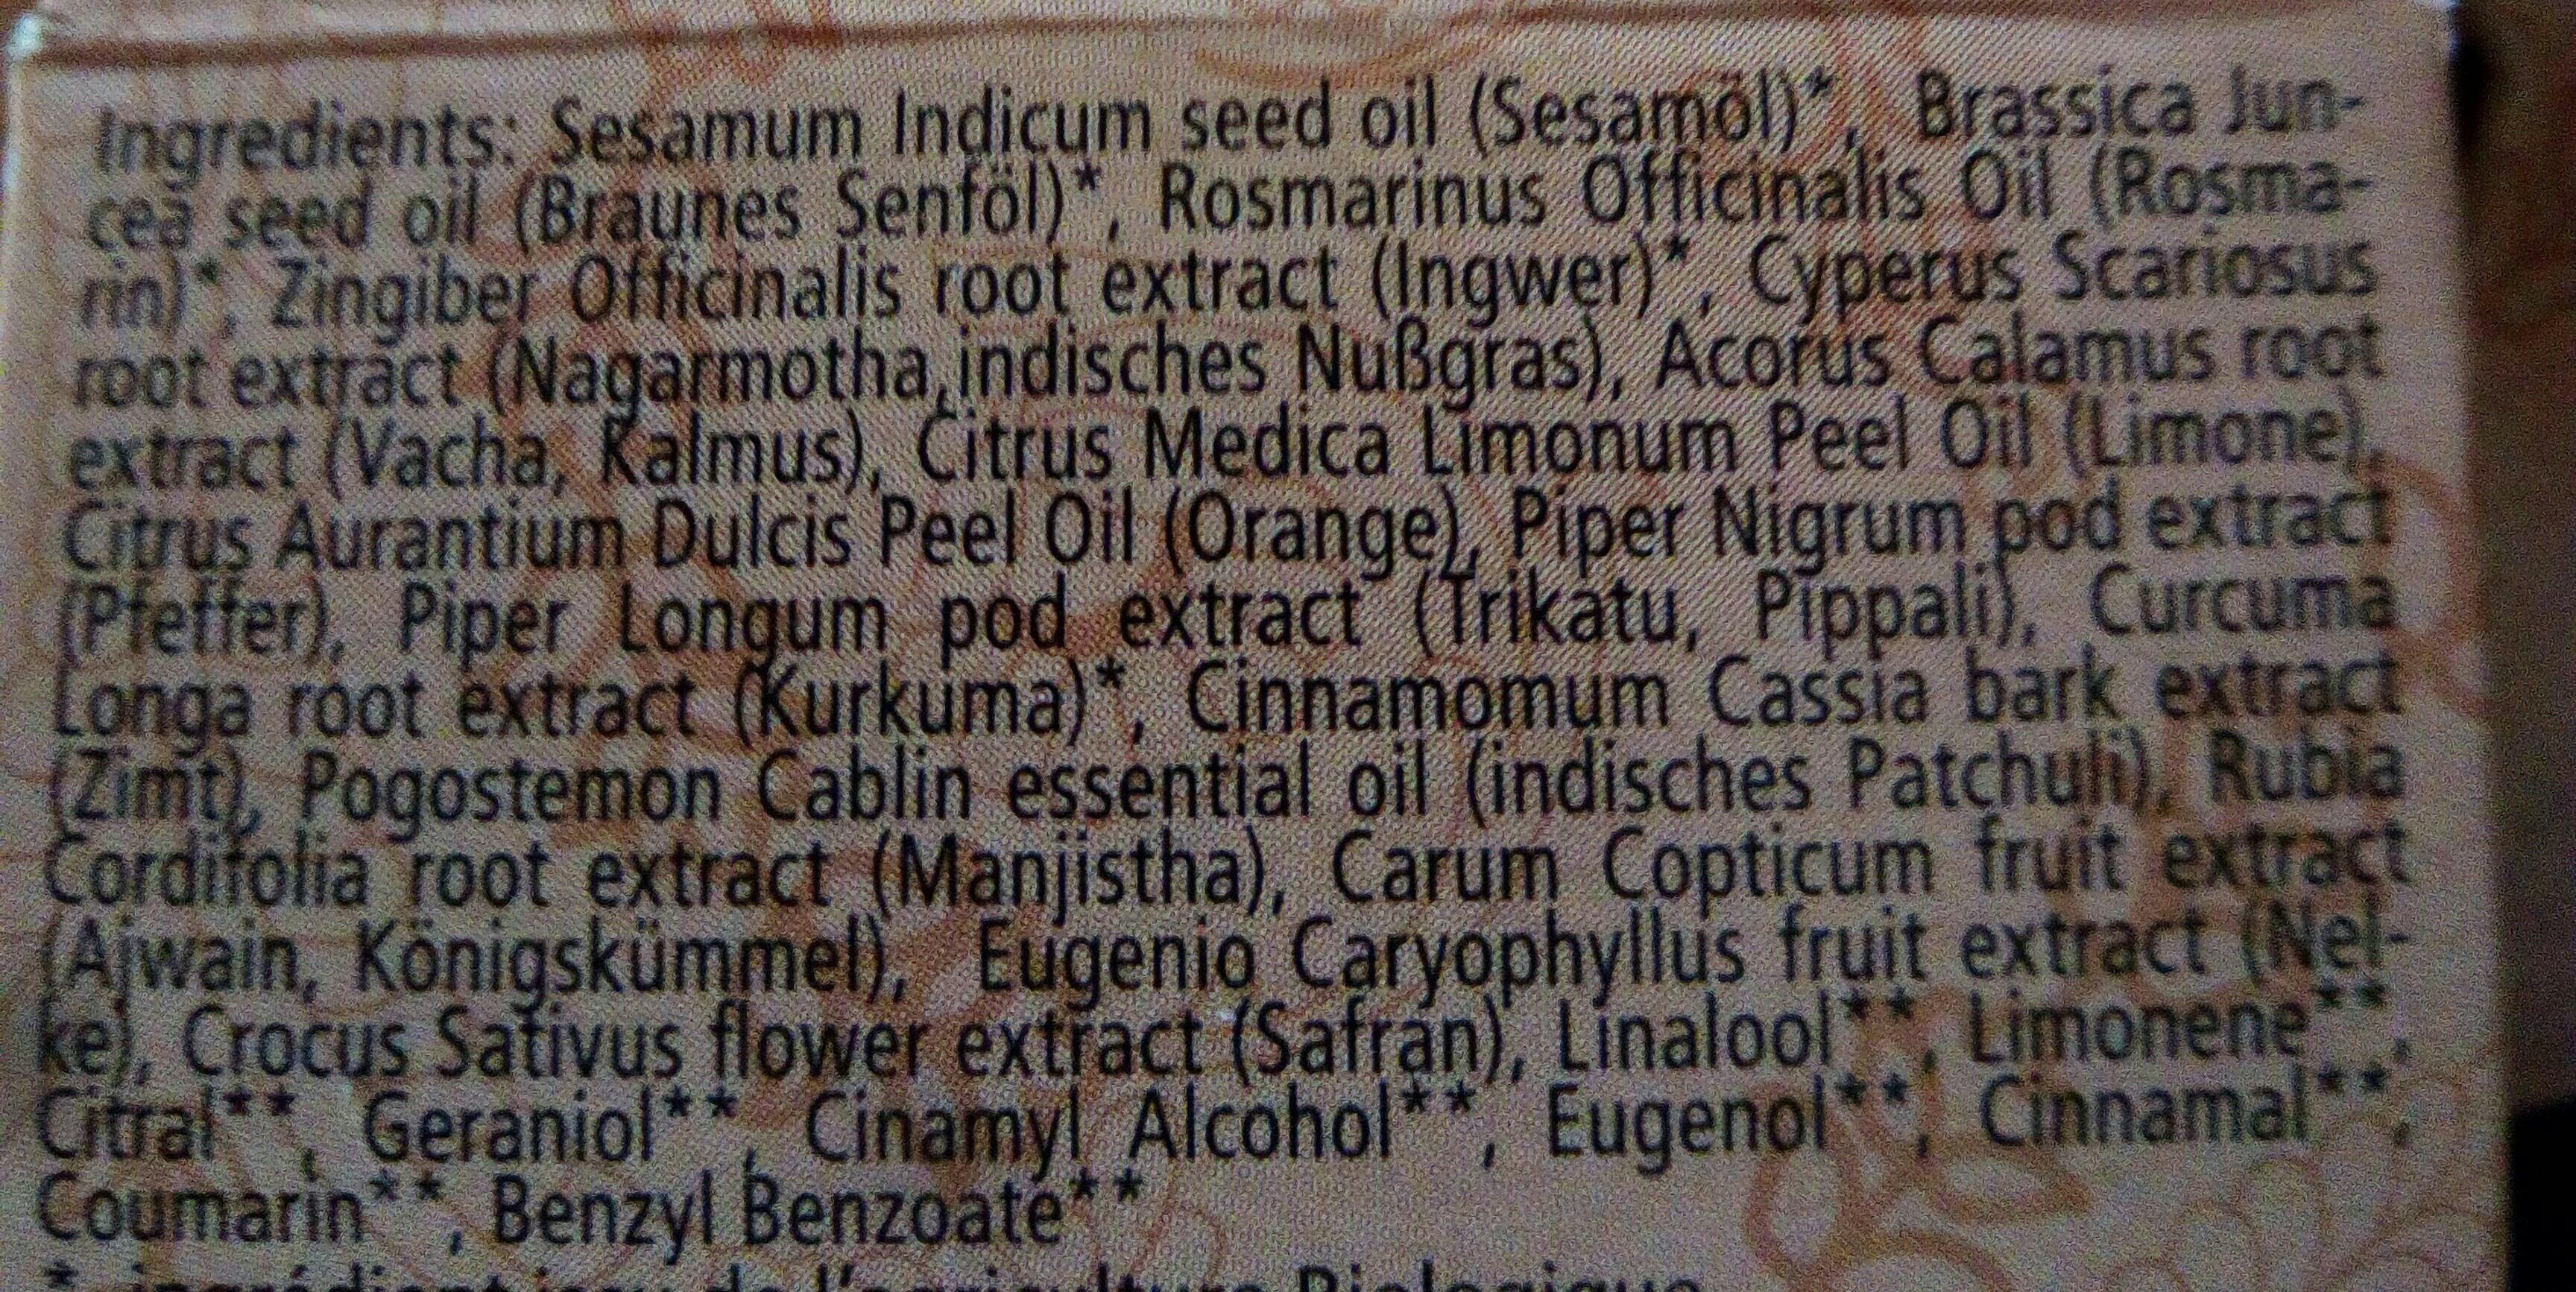 Ingredients: Sesamum Indicum seed oil (Sesamöl)*, Brassica Jun-
cea seed oil (Braunes Senföl)*, Rosmarinus Officinalis Oil (Rosma-
rin)*, Zingiber Officinalis root extract (Ingwer)*, Cyperus Scariosus
root extract (Nagarmotha,indisches Nußgras), Acorus Calamus root
extract (Vacha, Kalmus), Citrus Medica Limonum Peel Oil (Limone),
Citrus Aurantium Dulcis Peel Oil (Orange), Piper Nigrum pod extract
(Pfeffer), Piper Longum pod extract (Trikatu, Pippali), Curcuma
Longa root extract (Kurkuma)*, Cinnamomum Cassia bark extract
(Zimt), Pogostemon Cablin essential oil (indisches Patchuli), Rubia
Cordifolia root extract (Manjistha), Carum Copticum fruit extract
(Ajwain, Königskümmel), Eugenio Caryophyllus fruit extract (Nel-
ke), Crocus Sativus flower extract (Safran), Linalool**, Limonene**,
Citral**, Geraniol**, Cinamyl Alcohol**, Eugenol**, Cinnamal**,
Coumarin**, Benzyl Benzoate**
* ingrédient issu de l'agriculture Biologique